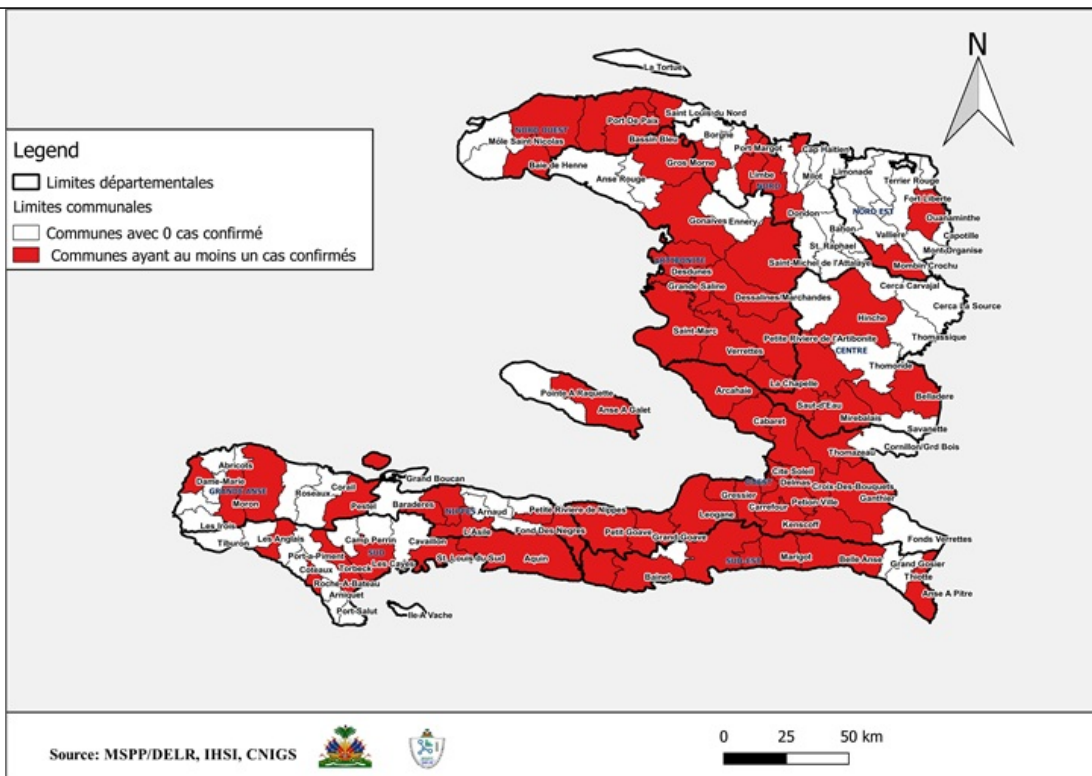 N
La Tortue
Saint Louis du Nord
Port De Paix
NORD OUEST
Borgne
Môle Saint Nicolas
Bassin Bleu
Port Margot
Cap Haïtien
Baie de Henne
Gros Morne
Limbe
Milot
Limonade
Terrier Rouge
Anse Rouge
NORD
Fort Liberte
Gonaives
Ennery
Dondon
NORD EST
Ouanaminthe
Bahon
Valliere
Capotille
St. Raphael
Mont Organise
Saint-Michel de l'Attalaye
Mombin Crochu
ARTIBONITE
Desdunes
Grande Saline
Cerca Carvajal
Dessalines/Marchandes
Cerca La Source
Hinche
Saint-Marc
Petite Riviere de l'Artibonite
Thomassique
Verrettes
CENTRE
Thomonde
La Chapelle
Arcahaie
Belladere
Pointe A Raquette
Saut-d'Eau
Anse A Galet
Cabaret
Mirebalais
Savanette
Thomazeau
Cornillon/Grd Bois
Abricots
Cite Soleil
Dame-Marie
Grand Boucan
OUEST
Delmas
Croix-Des-Bouquets
GRANDE ANSE
Corail
Roseaux
Gressier
Petion Ville
Ganthier
Moron
Pestel
Baraderes
NIPPES
Arnaud
Petite Riviere de Nippes
Leogane
Carrefour
Les Irois
L'Asile
Fond Des Negres
Petit Goave
Kenscoff
Tiburon
Les Anglais
Camp Perrin
Cavaillon
Grand Goave
Fonds Verrettes
Port-a-Piment
SUD
St. Louis du Sud
Aquin
SUD-EST
Marigot
Belle Anse
Coteaux
Torbeck
Les Cayes
Grand Gosier
Roche-A-Bateau
Bainet
Thiotte
Arniquet
Anse A Pitre
Port-Salut
Ile A Vache
Legend
Limites départementales
Limites communales
Communes avec 0 cas confirmé
Communes ayant au moins un cas confirmés
Source: MSPP/DELR, IHSI, CNIGS
0 25 50 km